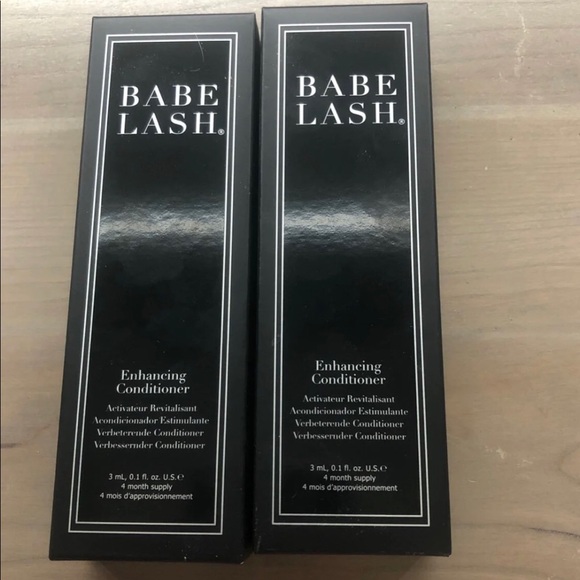 BABE
LASH®
Enhancing
Conditioner
Activateur Revitalisant
Acondicionador Estimulante
Verbeterende Conditioner
Verbessernder Conditioner
3 mL, 0.1 fl. oz. U.S.℮
4 month supply
4 mois d'approvisionnement
BABE
LASH®
Enhancing
Conditioner
Activateur Revitalisant
Acondicionador Estimulante
Verbeterende Conditioner
Verbessernder Conditioner
3 mL, 0.1 fl. oz. U.S.℮
4 month supply
4 mois d'approvisionnement